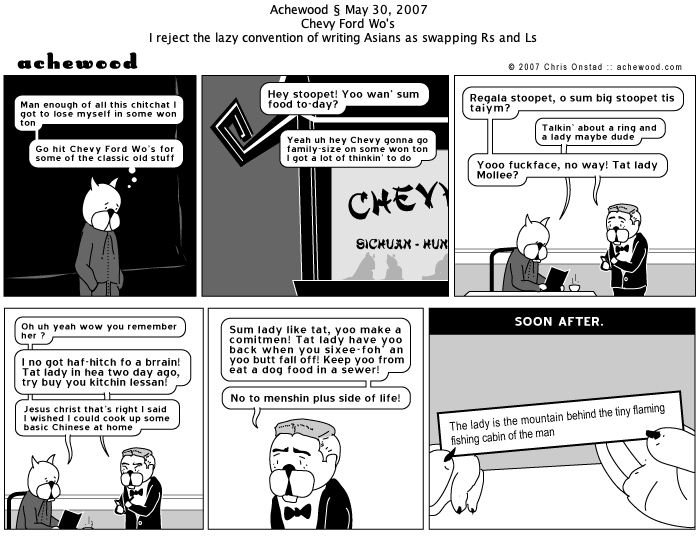 Achewood § May 30, 2007
Chevy Ford Wo's
I reject the lazy convention of writing Asians as swapping Rs and Ls
achewood
© 2007 Chris Onstad :: achewood.com
Man enough of all this chitchat I
got to lose myself in some won
ton
Go hit Chevy Ford Wo's for
some of the classic old stuff
Hey stoopet! Yoo wan' sum
food to-day?
Yeah uh hey Chevy gonna go
family-size on some won ton
I got a lot of thinkin' to do
CHEVY
SICHUAN - HUN
Regala stoopet, o sum big stoopet tis
taiym?
Talkin' about a ring and
a lady maybe dude
Yooo fuckface, no way! Tat lady
Mollee?
Oh uh yeah wow you remember
her ?
I no got haf-hitch fo a brrain!
Tat lady in hea two day ago,
try buy you kitchin lessan!
Jesus christ that's right I said
I wished I could cook up some
basic Chinese at home
Sum lady like tat, yoo make a
comitmen! Tat lady have you
back when you sixee-foh' an
you butt fall off! Keep you from
eat a dog food in a sewer!
No to menshin plus side of life!
SOON AFTER.
The lady is the mountain behind the tiny flaming
fishing cabin of the man